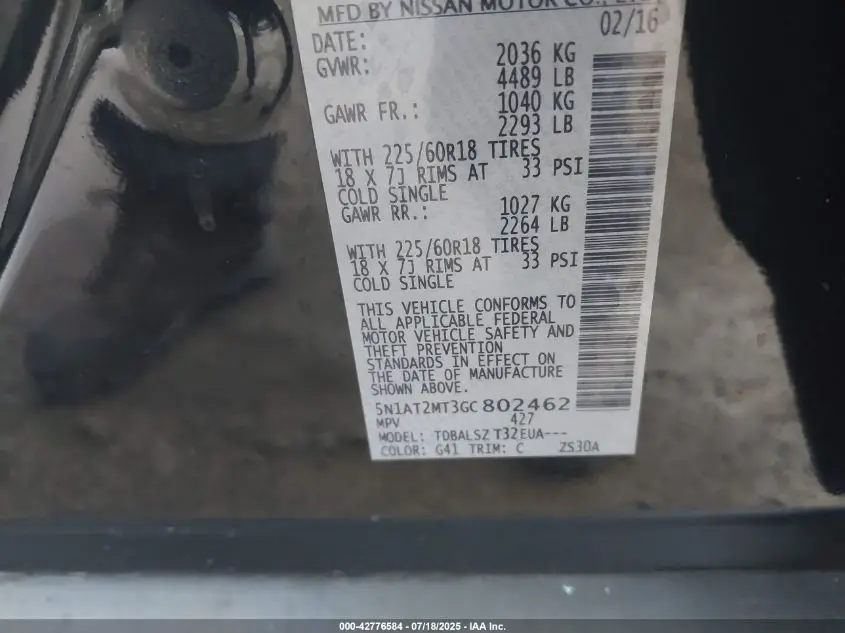 MFD BY NISSAN MOTOR CO., LTD.
DATE: 02/16
GVWR: 2036 KG
4489 LB
GAWR FR.: 1040 KG
2293 LB
WITH 225/60R18 TIRES
18 X 7J RIMS AT 33 PSI
COLD SINGLE
GAWR RR.: 1027 KG
2264 LB
WITH 225/60R18 TIRES
18 X 7J RIMS AT 33 PSI
COLD SINGLE
THIS VEHICLE CONFORMS TO
ALL APPLICABLE FEDERAL
MOTOR VEHICLE SAFETY AND
THEFT PREVENTION
STANDARDS IN EFFECT ON
THE DATE OF MANUFACTURE
SHOWN ABOVE.
5N1AT2MT3GC802462
MPV 427
MODEL: TDBALSZ T32EUA---
COLOR: G41 TRIM: C ZS30A
000-42776584 - 07/18/2025 - IAA Inc.